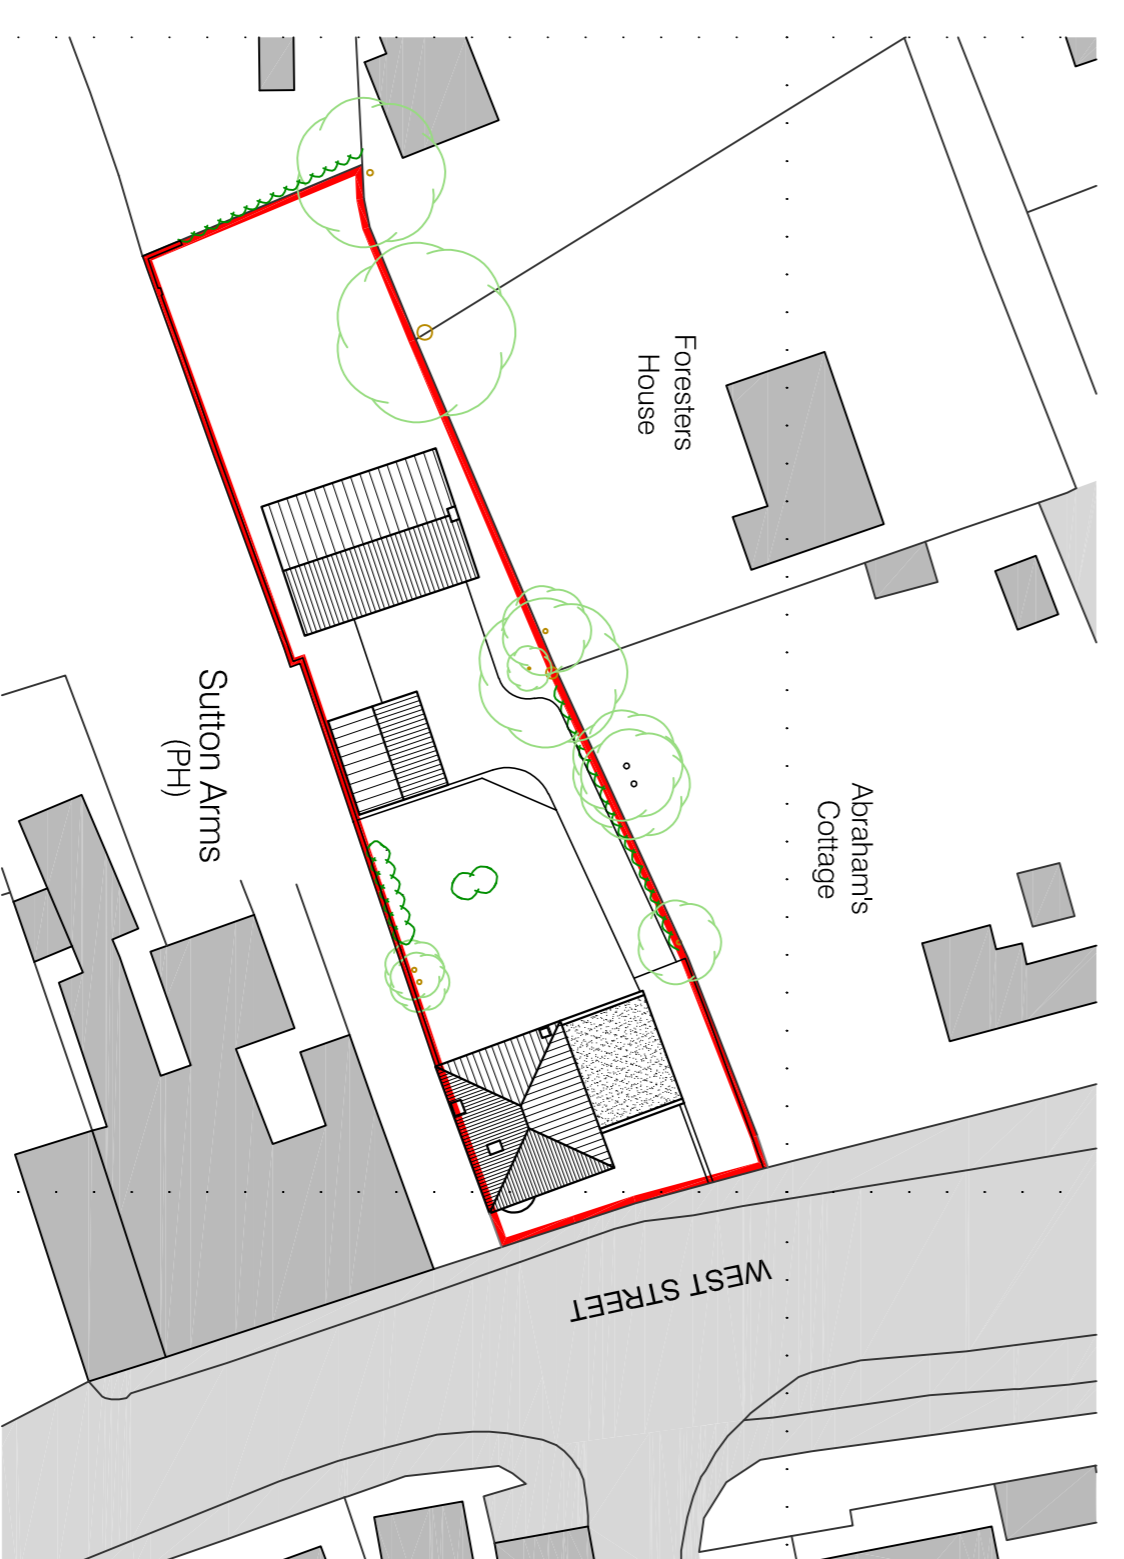 Foresters
House
Abraham's
Cottage
Sutton Arms
(PH)
WEST STREET